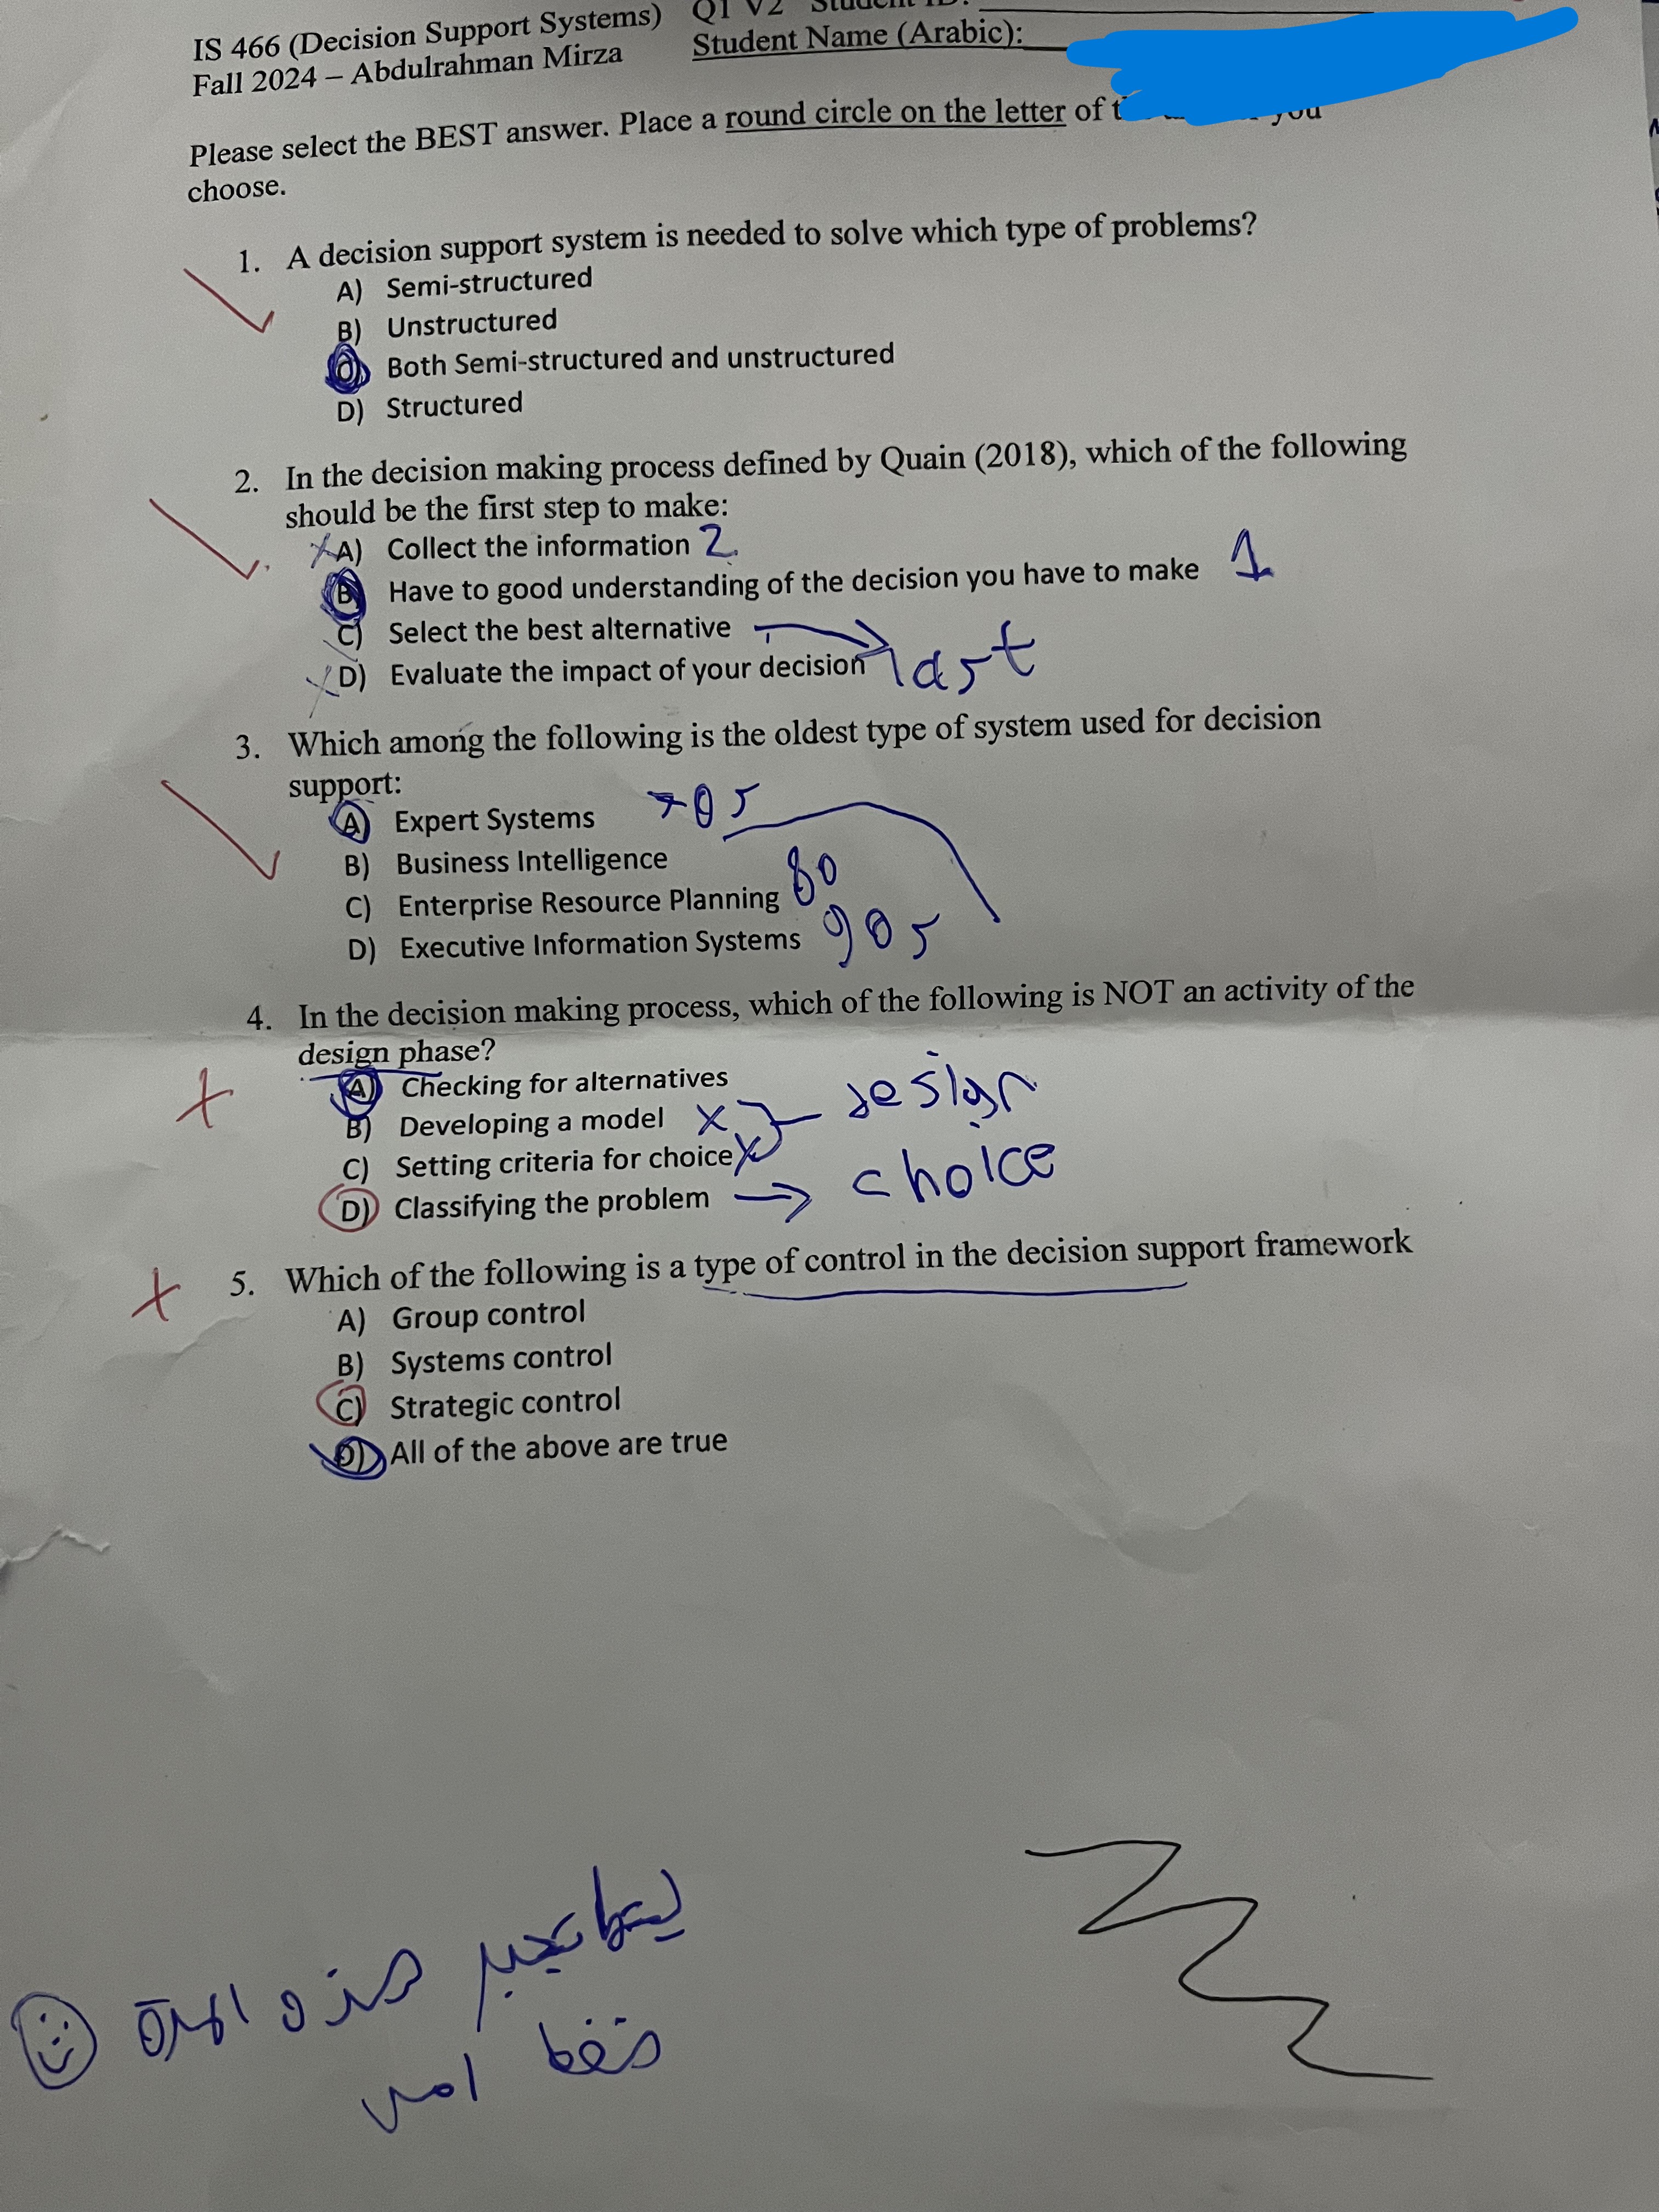 IS 466 (Decision Support Systems) Q1 V2 Student ID:
Fall 2024 – Abdulrahman Mirza Student Name (Arabic):
Please select the BEST answer. Place a round circle on the letter of you
choose.
1. A decision support system is needed to solve which type of problems?
A) Semi-structured
B) Unstructured
C) Both Semi-structured and unstructured
D) Structured
2. In the decision making process defined by Quain (2018), which of the following
should be the first step to make:
A) Collect the information 2
B) Have to good understanding of the decision you have to make 1
C) Select the best alternative
D) Evaluate the impact of your decision last
3. Which among the following is the oldest type of system used for decision
support:
A) Expert Systems 70s
B) Business Intelligence
C) Enterprise Resource Planning 80
D) Executive Information Systems 90s
4. In the decision making process, which of the following is NOT an activity of the
design phase?
A) Checking for alternatives
B) Developing a model design
C) Setting criteria for choice
D) Classifying the problem choice
5. Which of the following is a type of control in the decision support framework
A) Group control
B) Systems control
C) Strategic control
D) All of the above are true
هذه المرة
فقط